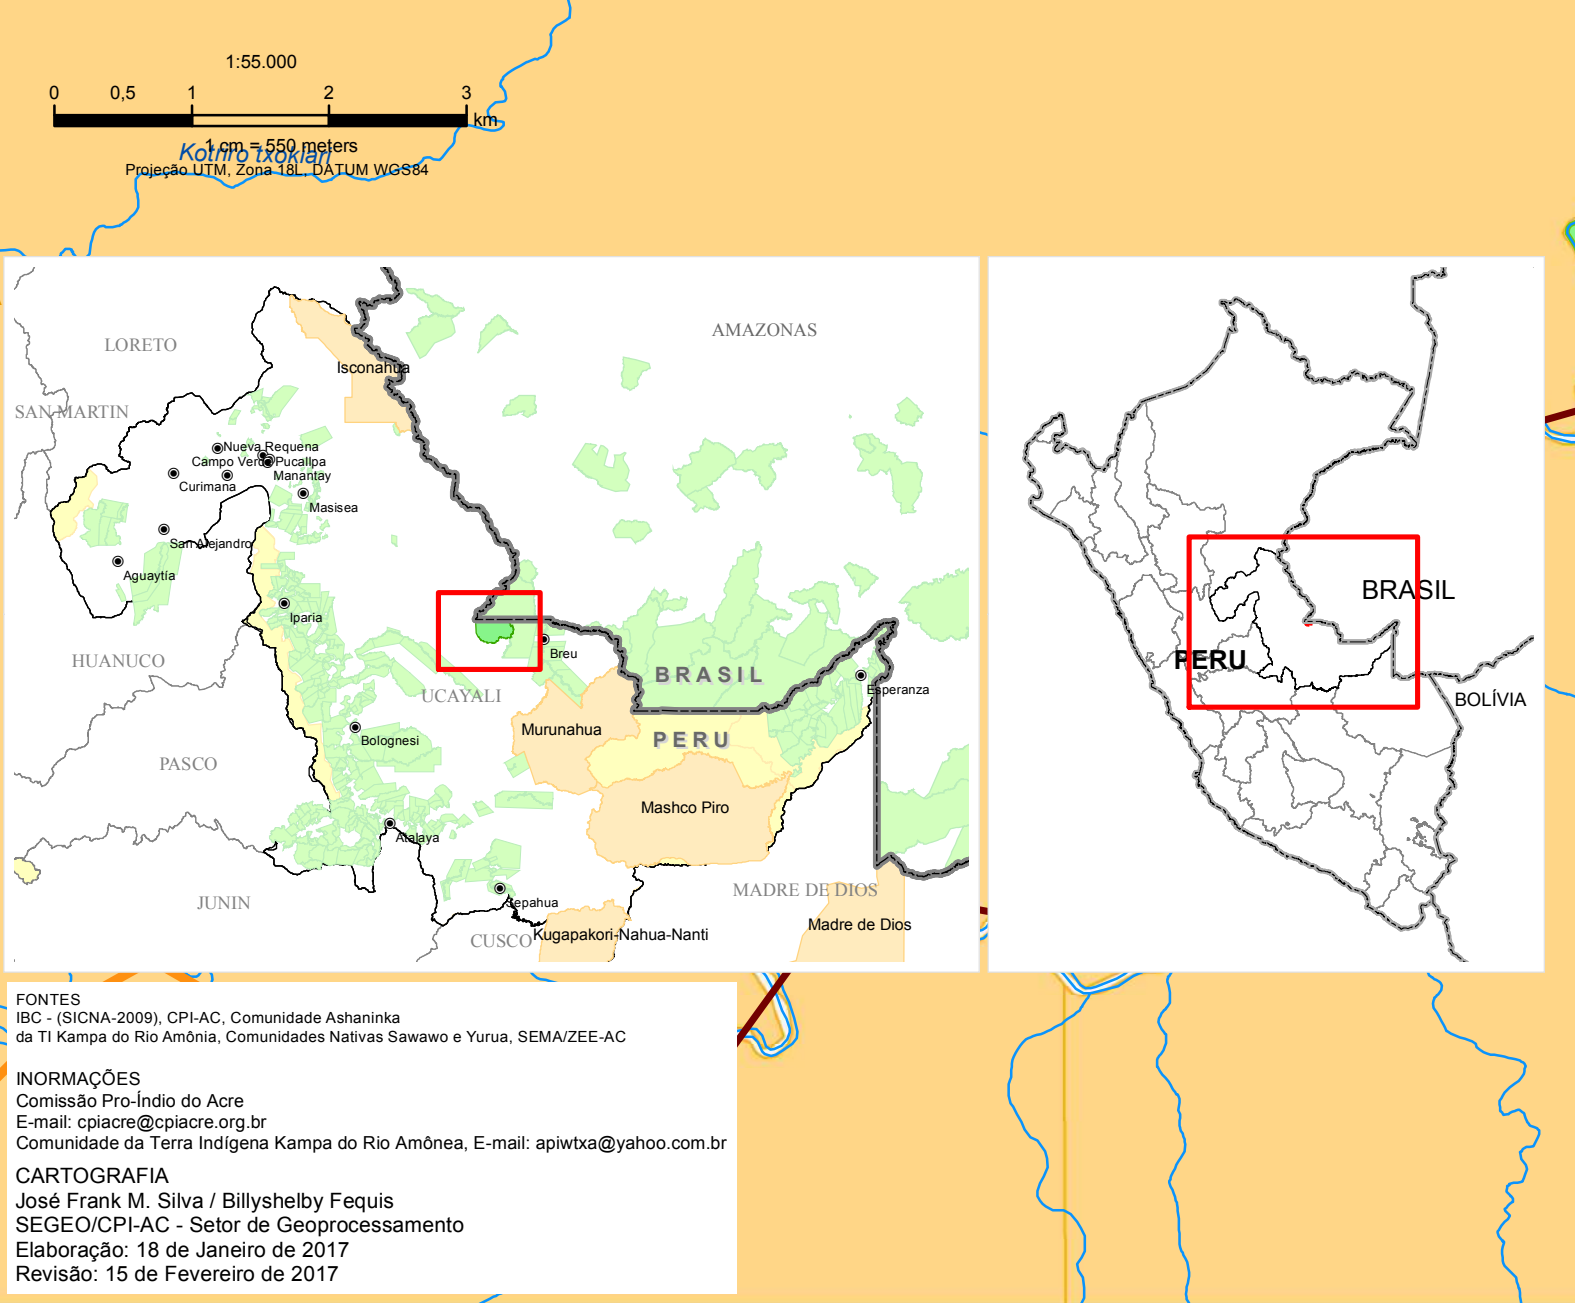 1:55.000
0 0,5 1 2 3
km
1 cm = 550 meters
Kotniro txokiari
Projeção UTM, Zona 18L, DATUM WGS84
AMAZONAS
LORETO
Isconahua
SAN MARTIN
Nueva Requena
Campo Verde Pucallpa
Curimana
Manantay
Masisea
San Alejandro
Aguaytía
Iparia
Breu
HUANUCO
BRASIL
UCAYALI
Esperanza
Murunahua
Bolognesi
PERU
PASCO
Mashco Piro
Atalaya
MADRE DE DIOS
JUNIN
Sepahua
Madre de Dios
CUSCO
Kugapakori-Nahua-Nanti
BRASIL
PERU
BOLÍVIA
FONTES
IBC - (SICNA-2009), CPI-AC, Comunidade Ashaninka
da TI Kampa do Rio Amônia, Comunidades Nativas Sawawo e Yurua, SEMA/ZEE-AC
INORMAÇÕES
Comissão Pro-Índio do Acre
E-mail: cpiacre@cpiacre.org.br
Comunidade da Terra Indígena Kampa do Rio Amônea, E-mail: apiwtxa@yahoo.com.br
CARTOGRAFIA
José Frank M. Silva / Billyshelby Fequis
SEGEO/CPI-AC - Setor de Geoprocessamento
Elaboração: 18 de Janeiro de 2017
Revisão: 15 de Fevereiro de 2017